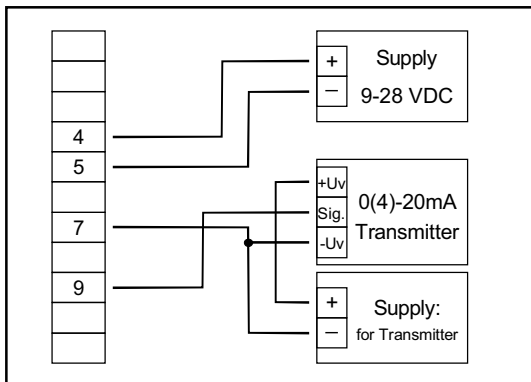 4
5
7
9
+
–
Supply
9-28 VDC
+Uv
Sig.
-Uv
0(4)-20mA
Transmitter
+
–
Supply:
for Transmitter